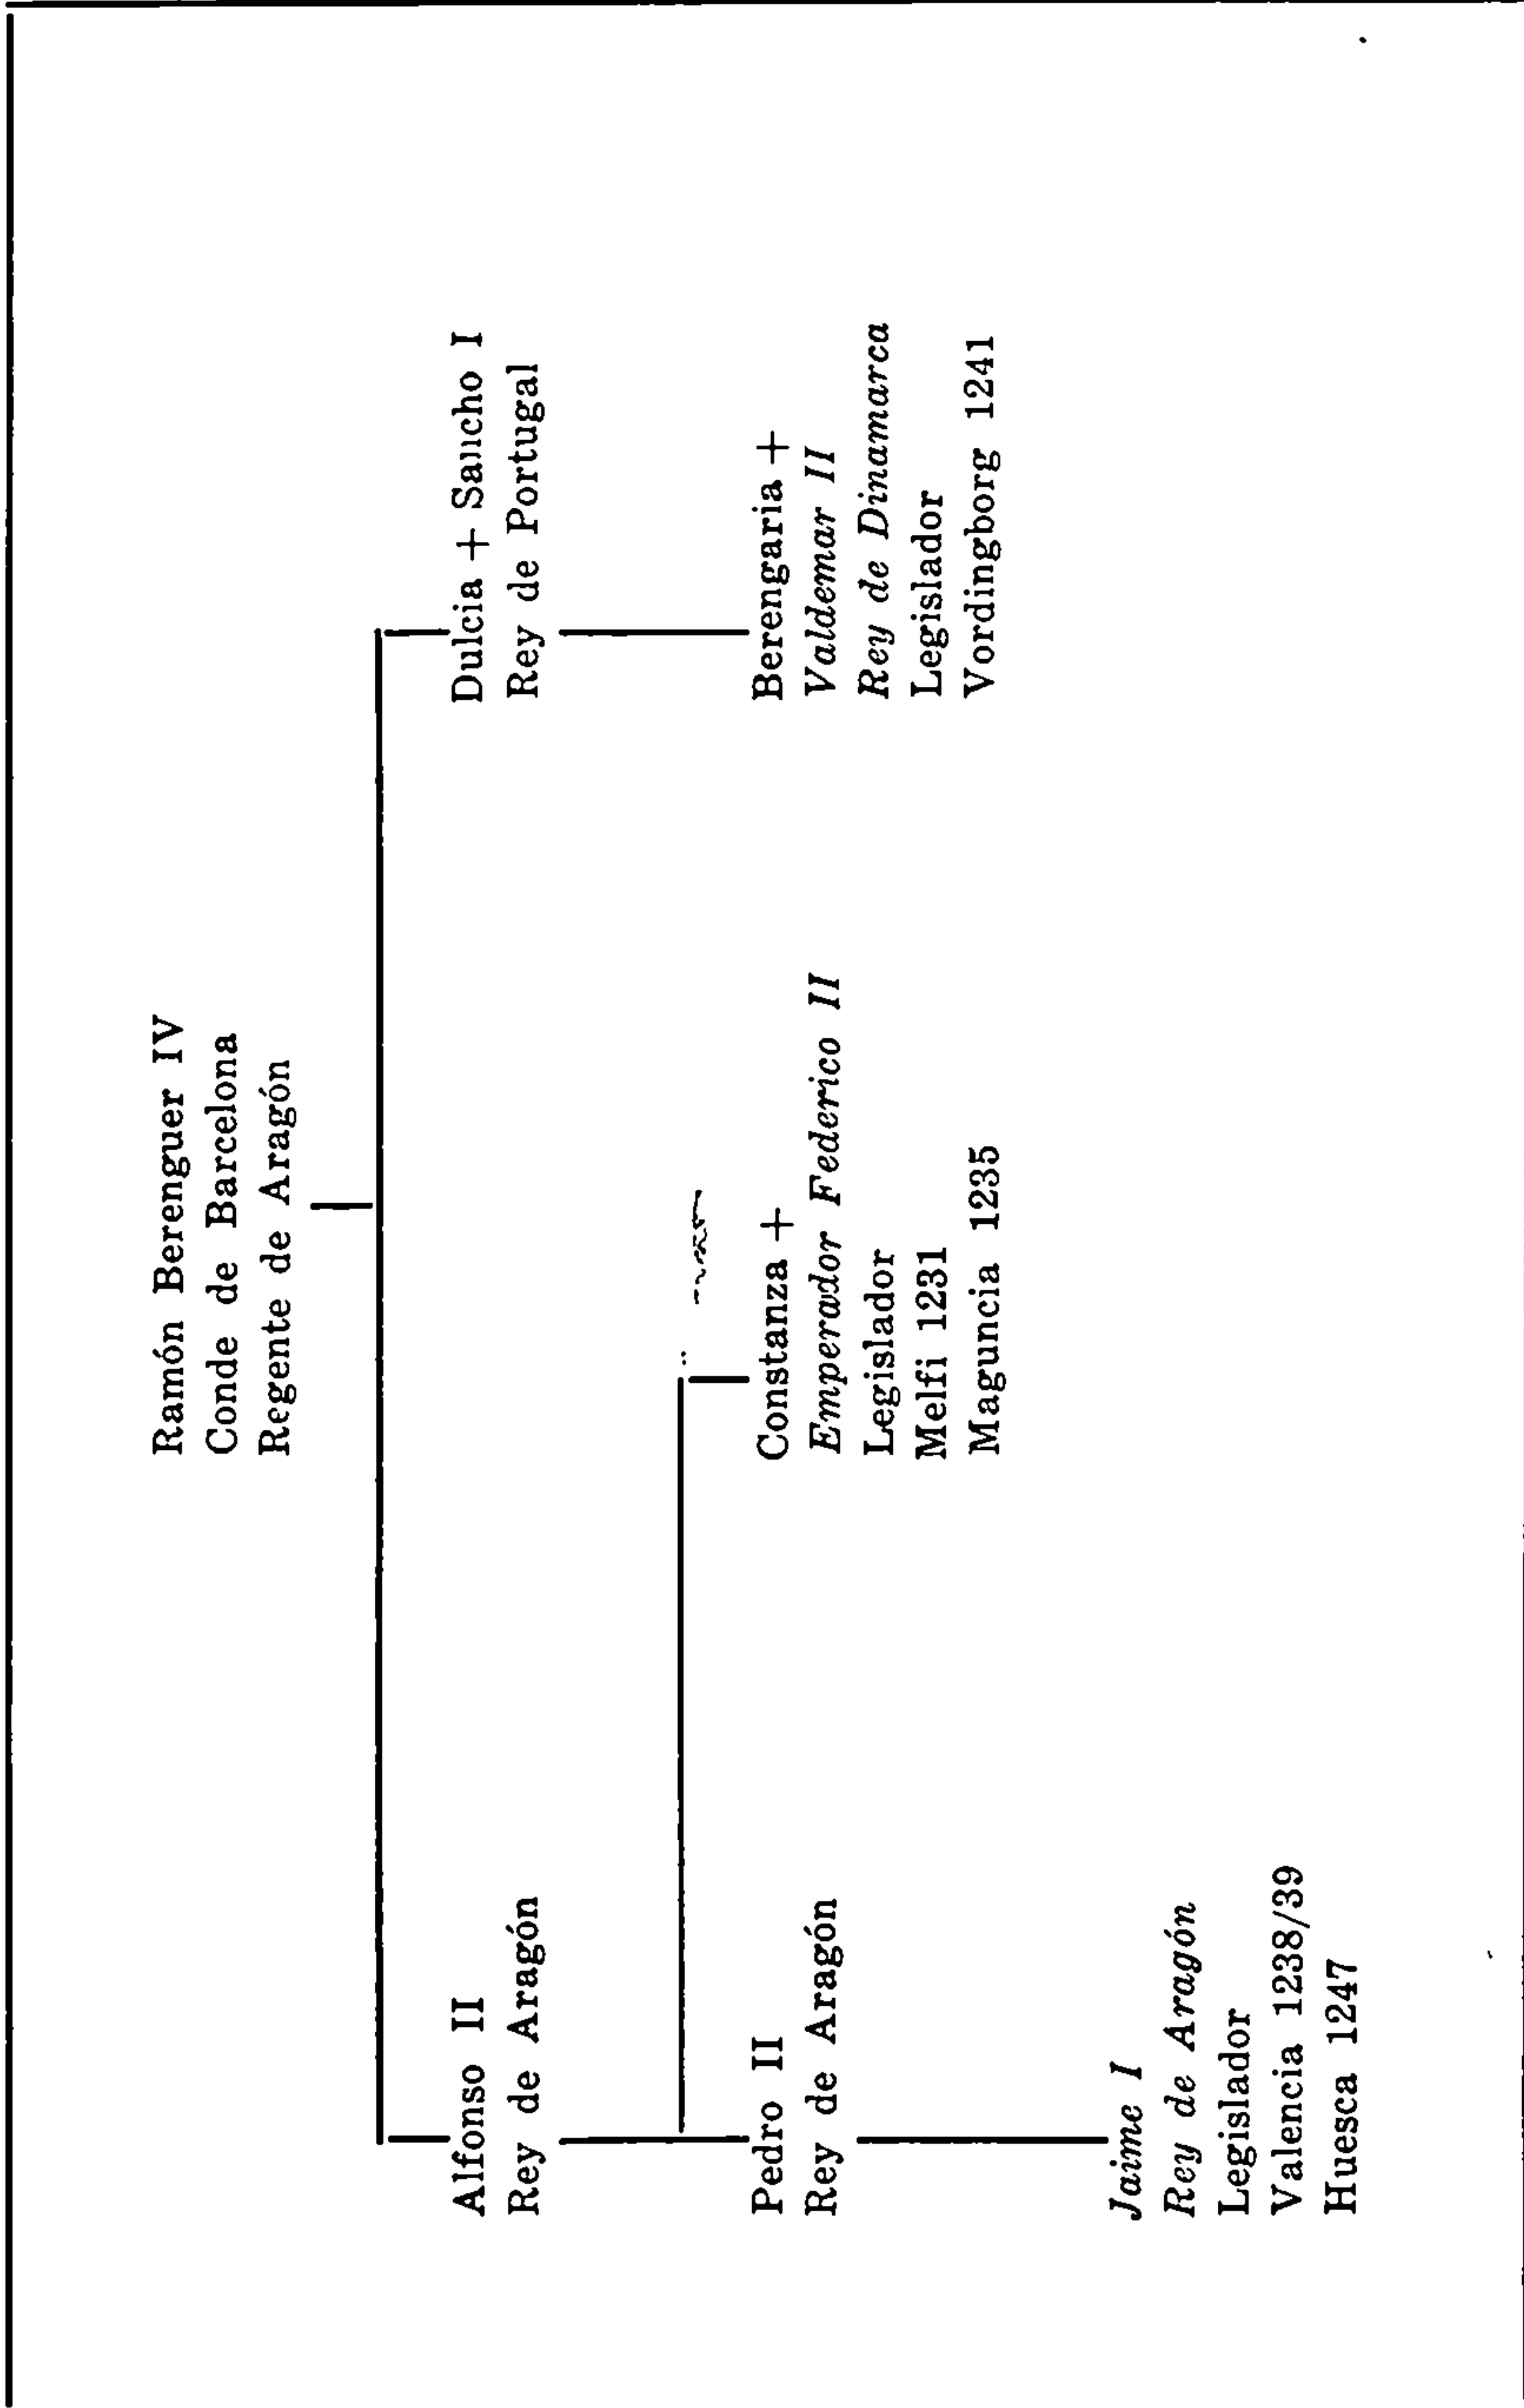 Ramón Berenguer IV
Conde de Barcelona
Regente de Aragón
Alfonso II
Rey de Aragón
Dulcia + Sancho I
Rey de Portugal
Pedro II
Rey de Aragón
Constanza +
Emperador Federico II
Legislador
Melfi 1231
Maguncia 1235
Berengaria +
Valdemar II
Rey de Dinamarca
Legislador
Vordingborg 1241
Jaime I
Rey de Aragón
Legislador
Valencia 1238/39
Huesca 1247